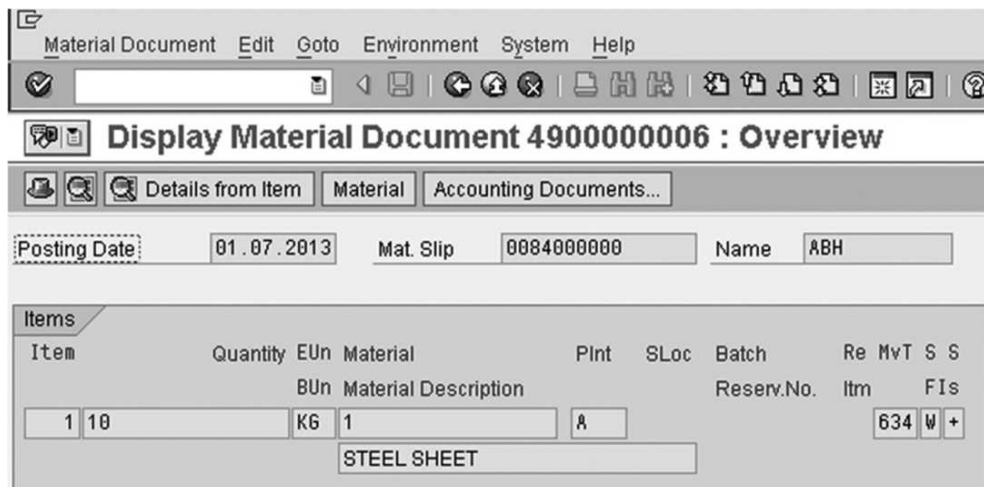 Material Document Edit Goto Environment System Help
Display Material Document 4900000006 : Overview
Details from Item Material Accounting Documents...
Posting Date 01.07.2013 Mat. Slip 0084000000 Name ABH
Items
Item Quantity EUn Material Plnt SLoc Batch Re MvT S S
BUn Material Description Reserv.No. Itm FIs
1 10 KG 1 A 634 W +
STEEL SHEET